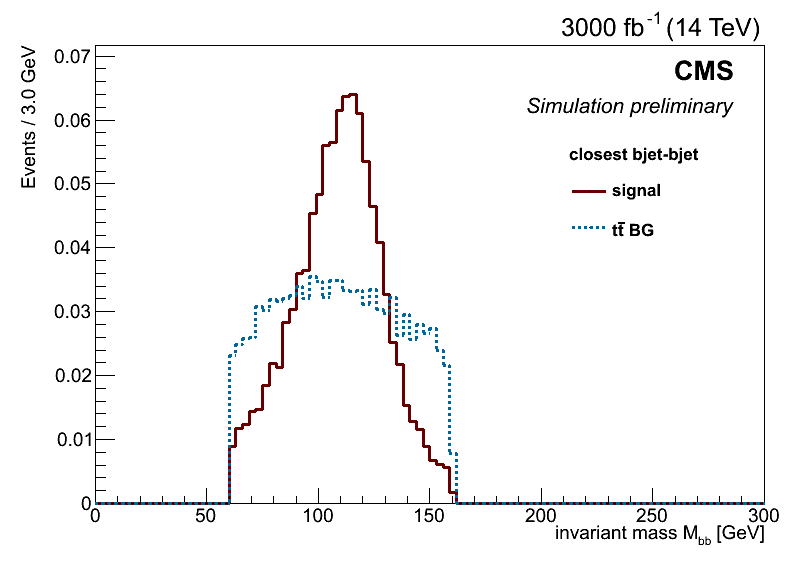 3000 fb⁻¹ (14 TeV)
CMS
Simulation preliminary
closest bjet-bjet
signal
tt̄ BG
Events / 3.0 GeV
0.07
0.06
0.05
0.04
0.03
0.02
0.01
0
0 50 100 150 200 250 300
invariant mass M_bb [GeV]